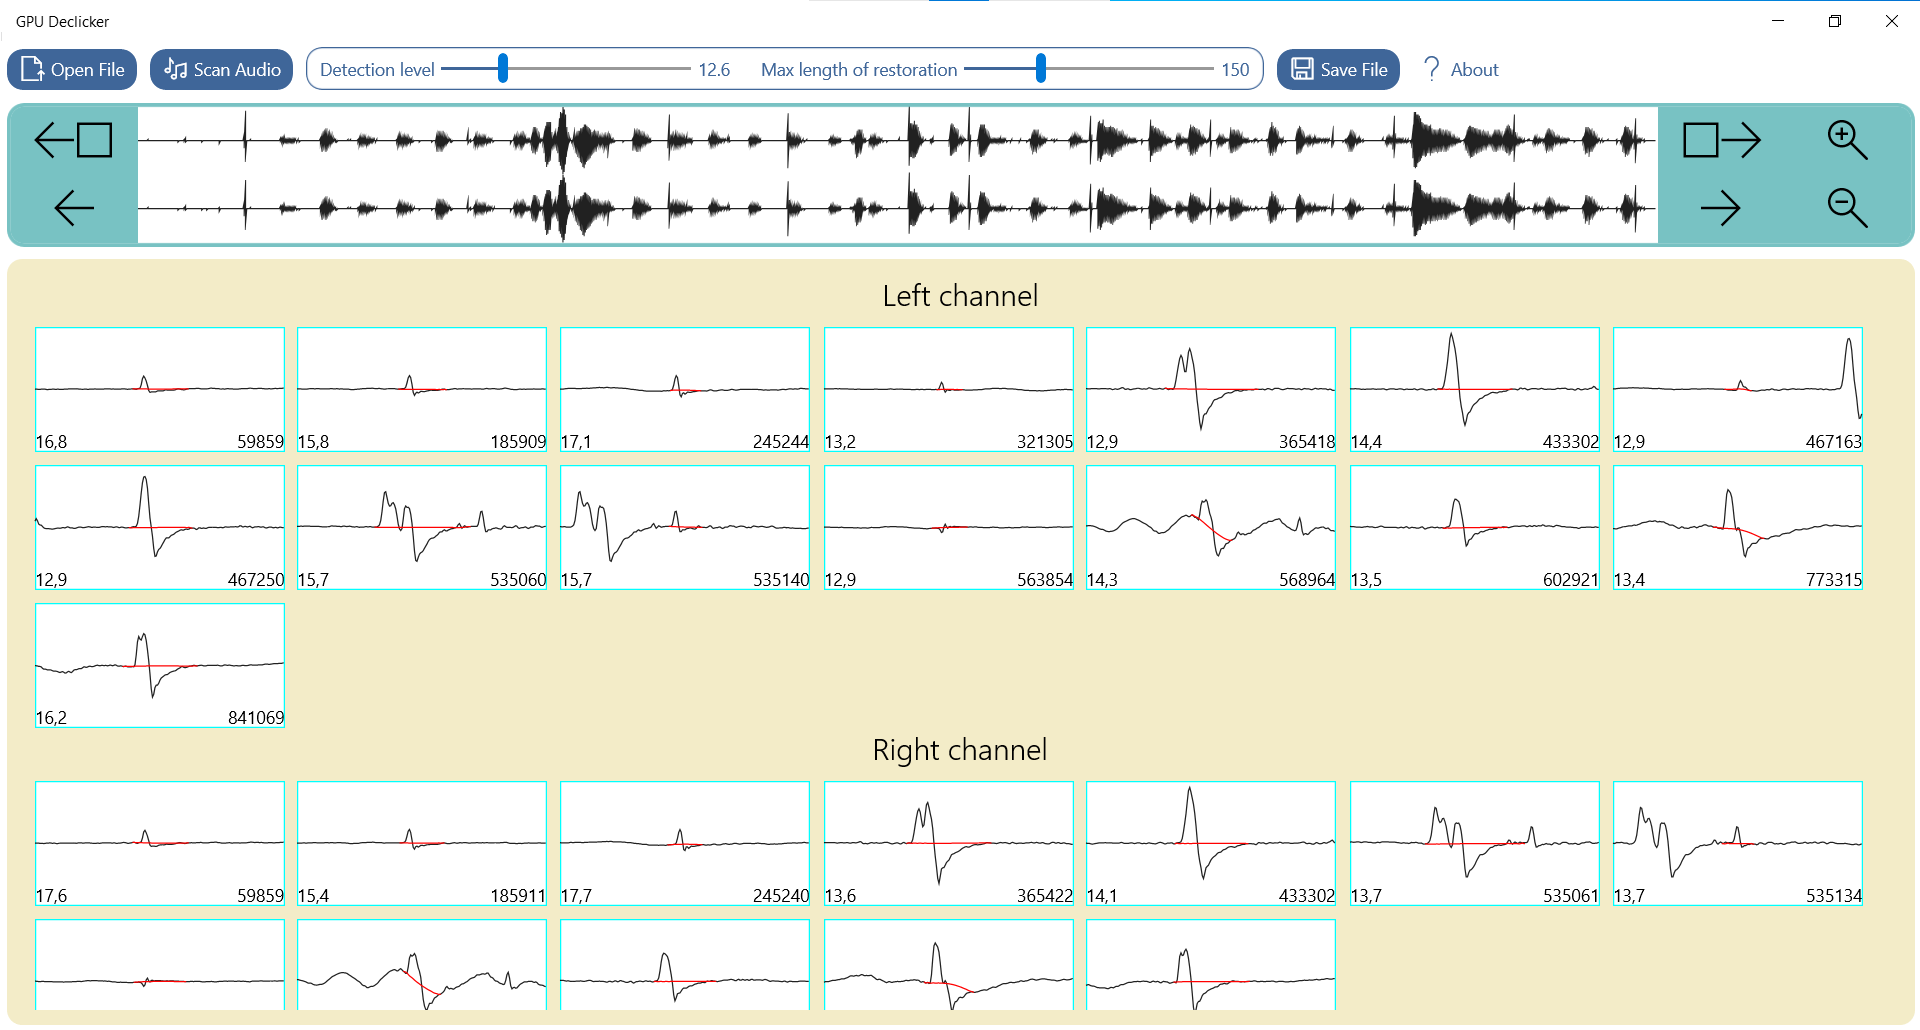 GPU Declicker
Open File
Scan Audio
Detection level 12.6 Max length of restoration 150
Save File
? About
Left channel
16,8 59859
15,8 185909
17,1 245244
13,2 321305
12,9 365418
14,4 433302
12,9 467163
12,9 467250
15,7 535060
15,7 535140
12,9 563854
14,3 568964
13,5 602921
13,4 773315
16,2 841069
Right channel
17,6 59859
15,4 185911
17,7 245240
13,6 365422
14,1 433302
13,7 535061
13,7 535134